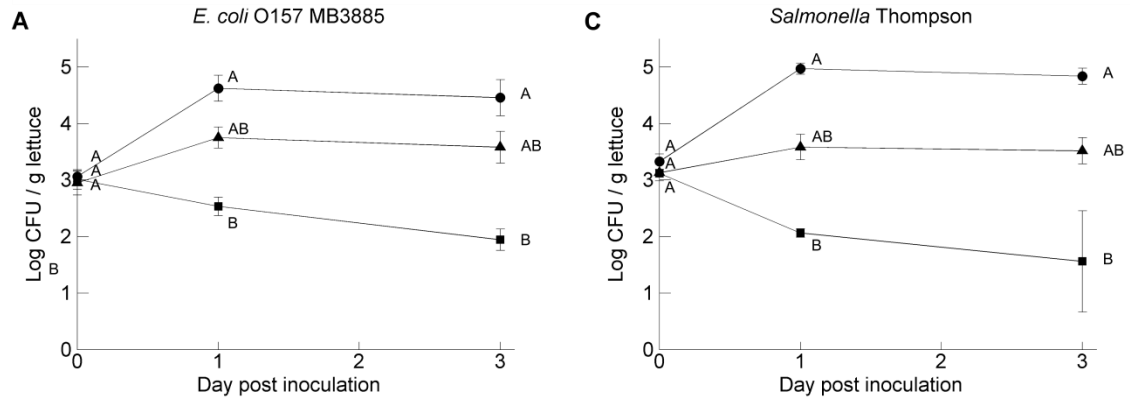 A
E. coli O157 MB3885
Log CFU / g lettuce
5
4
3
2
1
0
A
A
A
A
AB
B
A
AB
B
B
0
1
2
3
Day post inoculation
C
Salmonella Thompson
Log CFU / g lettuce
5
4
3
2
1
0
A
A
A
A
AB
B
A
AB
B
0
1
2
3
Day post inoculation